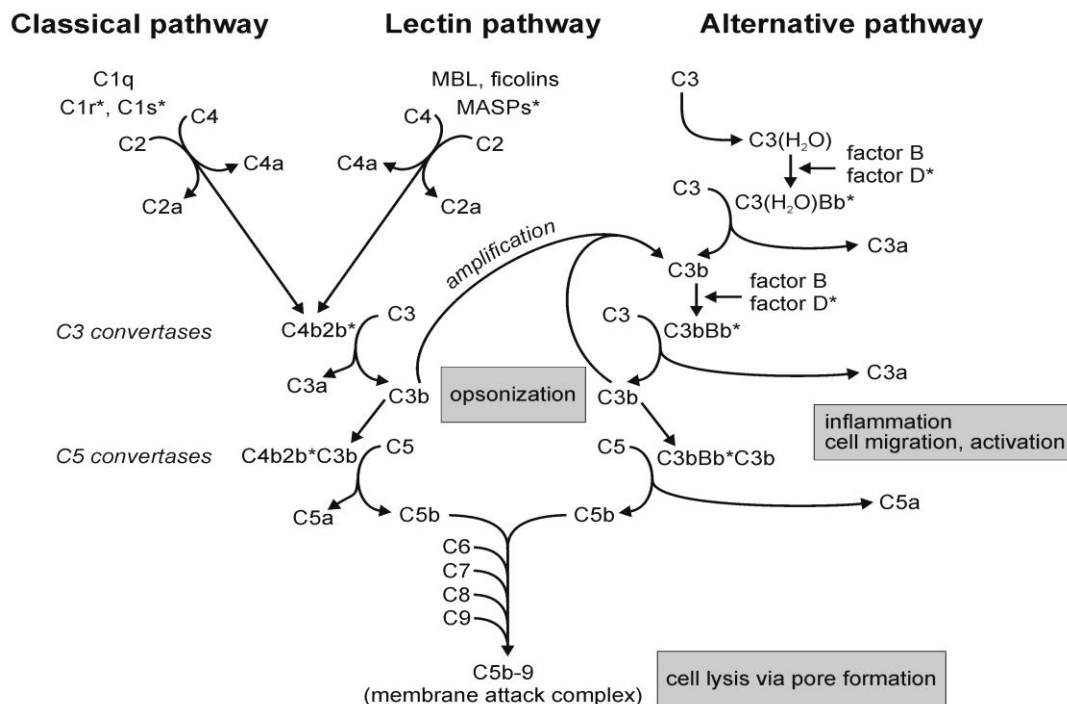 Classical pathway
Lectin pathway
Alternative pathway
C1q
C1r*, C1s*
C4
C2
C4a
C2a
MBL, ficolins
MASPs*
C4
C2
C4a
C2a
C3
C3(H₂O)
factor B
factor D*
C3
C3(H₂O)Bb*
C3a
amplification
C3b
factor B
factor D*
C3 convertases
C4b2b*
C3
C3
C3bBb*
C3a
C3b
opsonization
C3b
C3a
inflammation
cell migration, activation
C5 convertases
C4b2b*C3b
C5
C5
C3bBb*C3b
C5a
C5b
C5b
C5a
C6
C7
C8
C9
C5b-9
(membrane attack complex)
cell lysis via pore formation